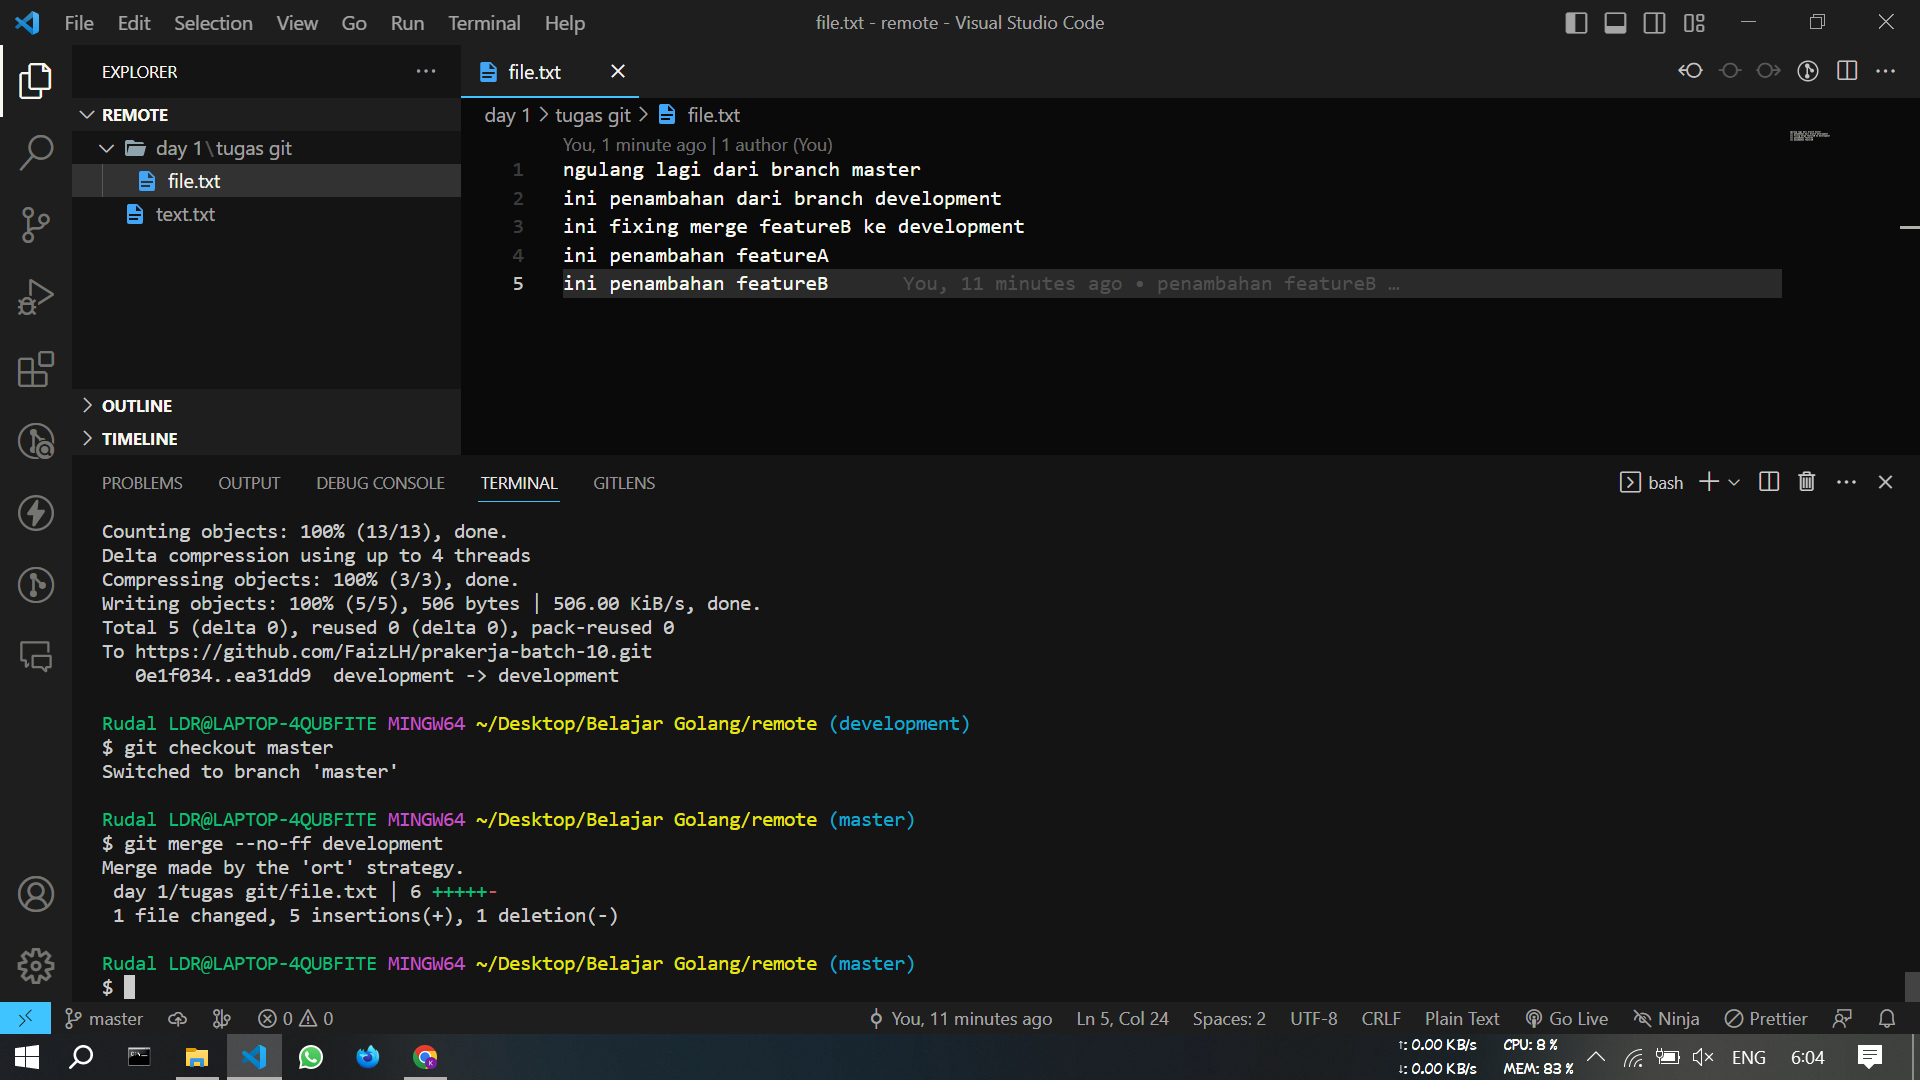 File Edit Selection View Go Run Terminal Help file.txt - remote - Visual Studio Code
EXPLORER
REMOTE
day 1\tugas git
file.txt
text.txt
OUTLINE
TIMELINE
file.txt
day 1 > tugas git > file.txt
You, 1 minute ago | 1 author (You)
1 ngulang lagi dari branch master
2 ini penambahan dari branch development
3 ini fixing merge featureB ke development
4 ini penambahan featureA
5 ini penambahan featureB You, 11 minutes ago • penambahan featureB …
PROBLEMS OUTPUT DEBUG CONSOLE TERMINAL GITLENS bash
Counting objects: 100% (13/13), done.
Delta compression using up to 4 threads
Compressing objects: 100% (3/3), done.
Writing objects: 100% (5/5), 506 bytes | 506.00 KiB/s, done.
Total 5 (delta 0), reused 0 (delta 0), pack-reused 0
To https://github.com/FaizLH/prakerja-batch-10.git
0e1f034..ea31dd9 development -> development
Rudal LDR@LAPTOP-4QUBFITE MINGW64 ~/Desktop/Belajar Golang/remote (development)
$ git checkout master
Switched to branch 'master'
Rudal LDR@LAPTOP-4QUBFITE MINGW64 ~/Desktop/Belajar Golang/remote (master)
$ git merge --no-ff development
Merge made by the 'ort' strategy.
day 1/tugas git/file.txt | 6 +++++-
1 file changed, 5 insertions(+), 1 deletion(-)
Rudal LDR@LAPTOP-4QUBFITE MINGW64 ~/Desktop/Belajar Golang/remote (master)
$
master 0 0 You, 11 minutes ago Ln 5, Col 24 Spaces: 2 UTF-8 CRLF Plain Text Go Live Ninja Prettier
↑: 0.00 KB/s CPU: 8 %
↓: 0.00 KB/s MEM: 83 %
ENG 6:04